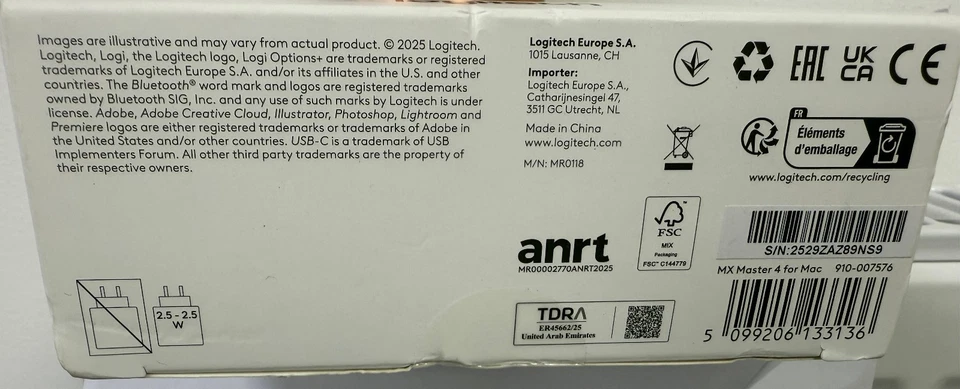 Images are illustrative and may vary from actual product. © 2025 Logitech.
Logitech, Logi, the Logitech logo, Logi Options+ are trademarks or registered
trademarks of Logitech Europe S.A. and/or its affiliates in the U.S. and other
countries. The Bluetooth® word mark and logos are registered trademarks
owned by Bluetooth SIG, Inc. and any use of such marks by Logitech is under
license. Adobe, Adobe Creative Cloud, Illustrator, Photoshop, Lightroom and
Premiere logos are either registered trademarks or trademarks of Adobe in
the United States and/or other countries. USB-C is a trademark of USB
Implementers Forum. All other third party trademarks are the property of
their respective owners.
2.5 - 2.5
W
Logitech Europe S.A.
1015 Lausanne, CH
Importer:
Logitech Europe S.A.,
Catharijnesingel 47,
3511 GC Utrecht, NL
Made in China
www.logitech.com
M/N: MR0118
EAC
UK
CA
CE
FR
Éléments
d'emballage
www.logitech.com/recycling
anrt
MR00002770ANRT2025
FSC
MIX
Packaging
FSC™ C144779
TDRA
ER45662/25
United Arab Emirates
S/N:2529ZAZ89NS9
MX Master 4 for Mac 910-007576
5 099206 133136